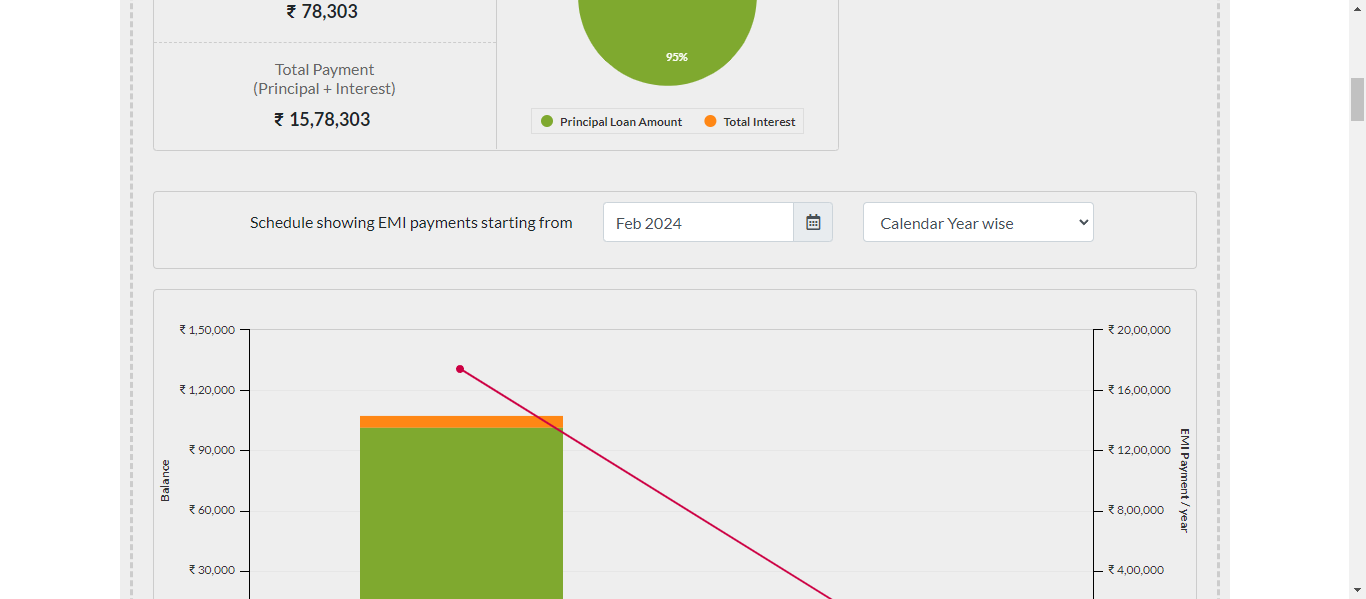 ₹ 78,303
Total Payment
(Principal + Interest)
₹ 15,78,303
95%
Principal Loan Amount
Total Interest
Schedule showing EMI payments starting from
Feb 2024
Calendar Year wise
₹ 1,50,000
₹ 1,20,000
₹ 90,000
₹ 60,000
₹ 30,000
Balance
₹ 20,00,000
₹ 16,00,000
₹ 12,00,000
₹ 8,00,000
₹ 4,00,000
EMI Payment / year